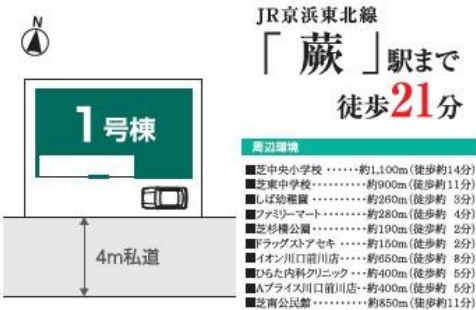 N
1号棟
4m私道
JR京浜東北線
「蕨」駅まで
徒歩21分
周辺環境
■芝中央小学校 ······約1,100m(徒歩約14分)
■芝東中学校··········約900m(徒歩約11分)
■しば幼稚園 ·········約260m(徒歩約 3分)
■ファミリーマート·········約280m(徒歩約 4分)
■芝杉橋公園··········約190m(徒歩約 2分)
■ドラッグストアセキ ·····約150m(徒歩約 2分)
■イオン川口前川店·····約650m(徒歩約 8分)
■ひらた内科クリニック···約400m(徒歩約 5分)
■Aプライス川口前川店··約400m(徒歩約 5分)
■芝南公民館··········約850m(徒歩約11分)